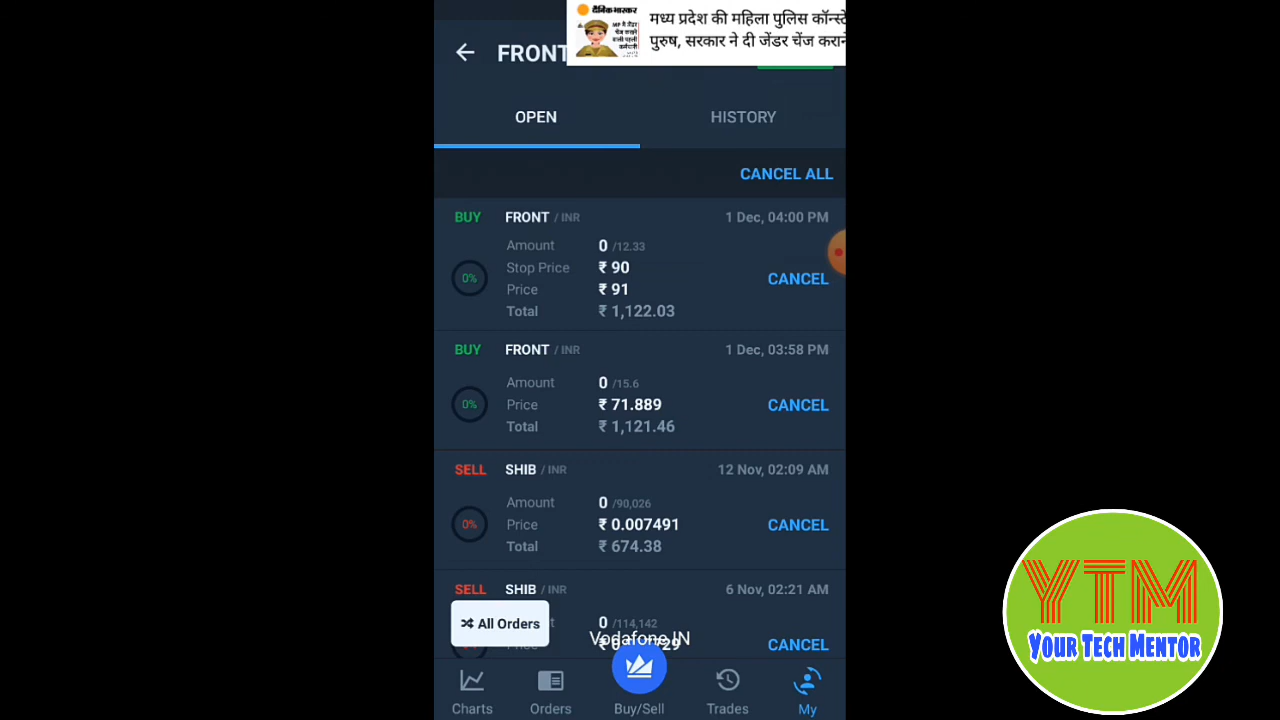 दैनिक भास्कर
मध्य प्रदेश की महिला पुलिस कॉन्स्टे
पुरुष, सरकार ने दी जेंडर चेंज कराने
FRONT
OPEN
HISTORY
CANCEL ALL
BUY FRONT / INR 1 Dec, 04:00 PM
Amount 0 /12.33
Stop Price ₹ 90
0% CANCEL
Price ₹ 91
Total ₹ 1,122.03
BUY FRONT / INR 1 Dec, 03:58 PM
Amount 0 /15.6
0% Price ₹ 71.889 CANCEL
Total ₹ 1,121.46
SELL SHIB / INR 12 Nov, 02:09 AM
Amount 0 /90,026
0% Price ₹ 0.007491 CANCEL
Total ₹ 674.38
SELL SHIB / INR 6 Nov, 02:21 AM
All Orders 0 /114,142
Vodafone IN
Price CANCEL
Charts Orders Buy/Sell Trades My
YTM
YOUR TECH MENTOR